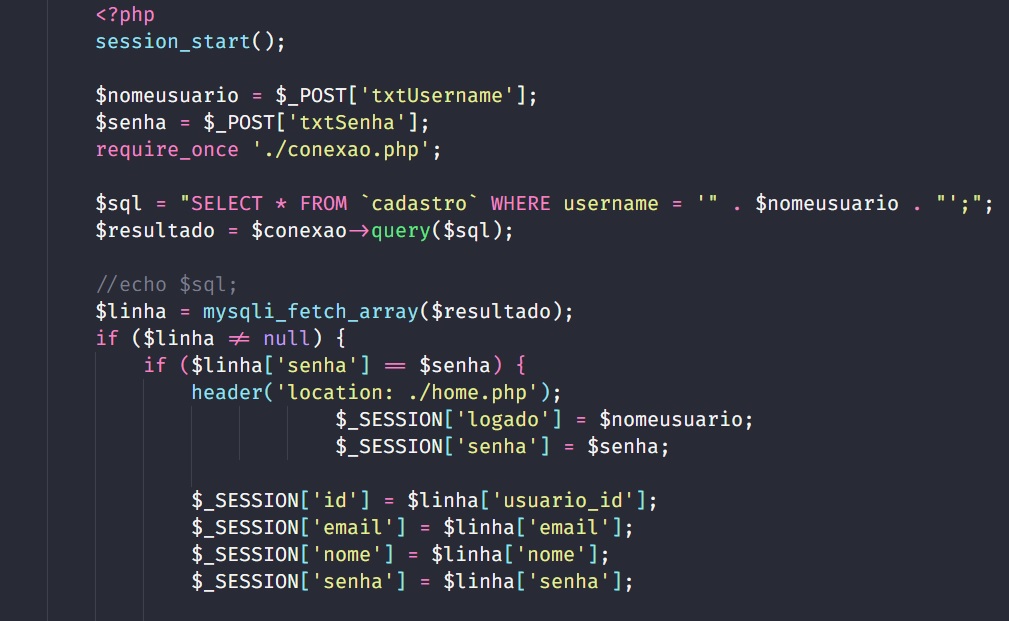 <?php
session_start();
$nomeusuario = $_POST['txtUsername'];
$senha = $_POST['txtSenha'];
require_once './conexao.php';
$sql = "SELECT * FROM `cadastro` WHERE username = '" . $nomeusuario . "';";
$resultado = $conexao->query($sql);
//echo $sql;
$linha = mysqli_fetch_array($resultado);
if ($linha != null) {
if ($linha['senha'] == $senha) {
header('location: ./home.php');
$_SESSION['logado'] = $nomeusuario;
$_SESSION['senha'] = $senha;
$_SESSION['id'] = $linha['usuario_id'];
$_SESSION['email'] = $linha['email'];
$_SESSION['nome'] = $linha['nome'];
$_SESSION['senha'] = $linha['senha'];